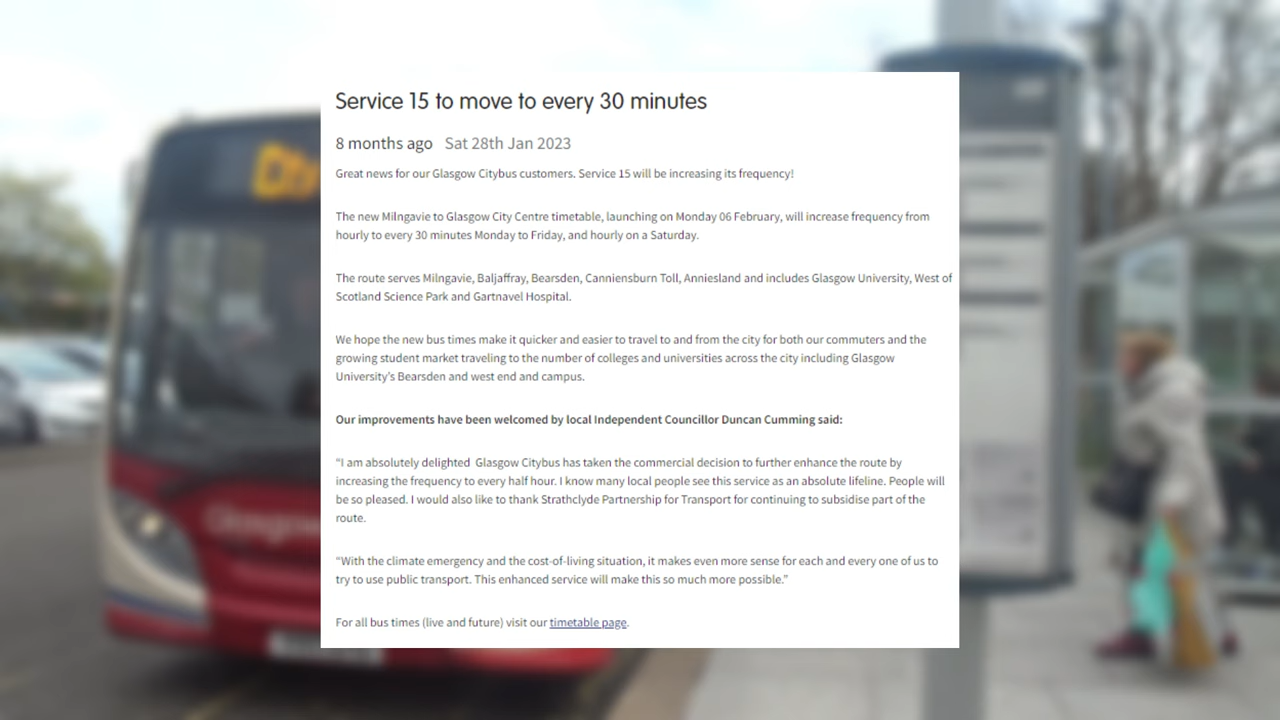 Service 15 to move to every 30 minutes
8 months ago Sat 28th Jan 2023
Great news for our Glasgow Citybus customers. Service 15 will be increasing its frequency!
The new Milngavie to Glasgow City Centre timetable, launching on Monday 06 February, will increase frequency from
hourly to every 30 minutes Monday to Friday, and hourly on a Saturday.
The route serves Milngavie, Baljaffray, Bearsden, Canniensburn Toll, Anniesland and includes Glasgow University, West of
Scotland Science Park and Gartnavel Hospital.
We hope the new bus times make it quicker and easier to travel to and from the city for both our commuters and the
growing student market traveling to the number of colleges and universities across the city including Glasgow
University's Bearsden and west end and campus.
Our improvements have been welcomed by local Independent Councillor Duncan Cumming said:
"I am absolutely delighted Glasgow Citybus has taken the commercial decision to further enhance the route by
increasing the frequency to every half hour. I know many local people see this service as an absolute lifeline. People will
be so pleased. I would also like to thank Strathclyde Partnership for Transport for continuing to subsidise part of the
route.
"With the climate emergency and the cost-of-living situation, it makes even more sense for each and every one of us to
try to use public transport. This enhanced service will make this so much more possible."
For all bus times (live and future) visit our timetable page.